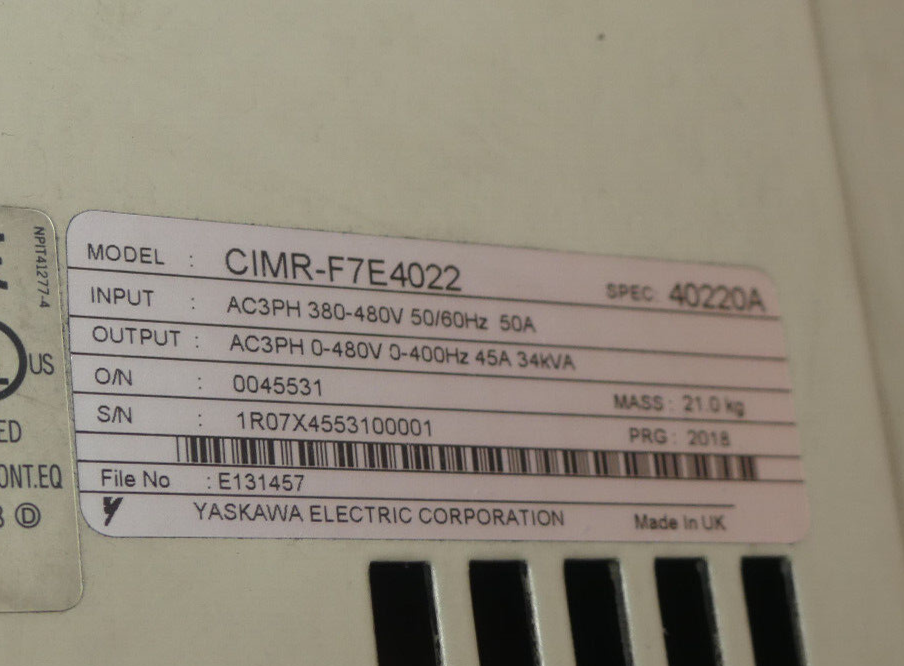 MODEL : CIMR-F7E4022 SPEC: 40220A
INPUT : AC3PH 380-480V 50/60Hz 50A
OUTPUT : AC3PH 0-480V 0-400Hz 45A 34kVA
O/N : 0045531 MASS : 21.0 kg
S/N : 1R07X4553100001 PRG : 2018
File No : E131457
YASKAWA ELECTRIC CORPORATION Made In UK
NPIT41277-4
US
ED
ONT.EQ
D